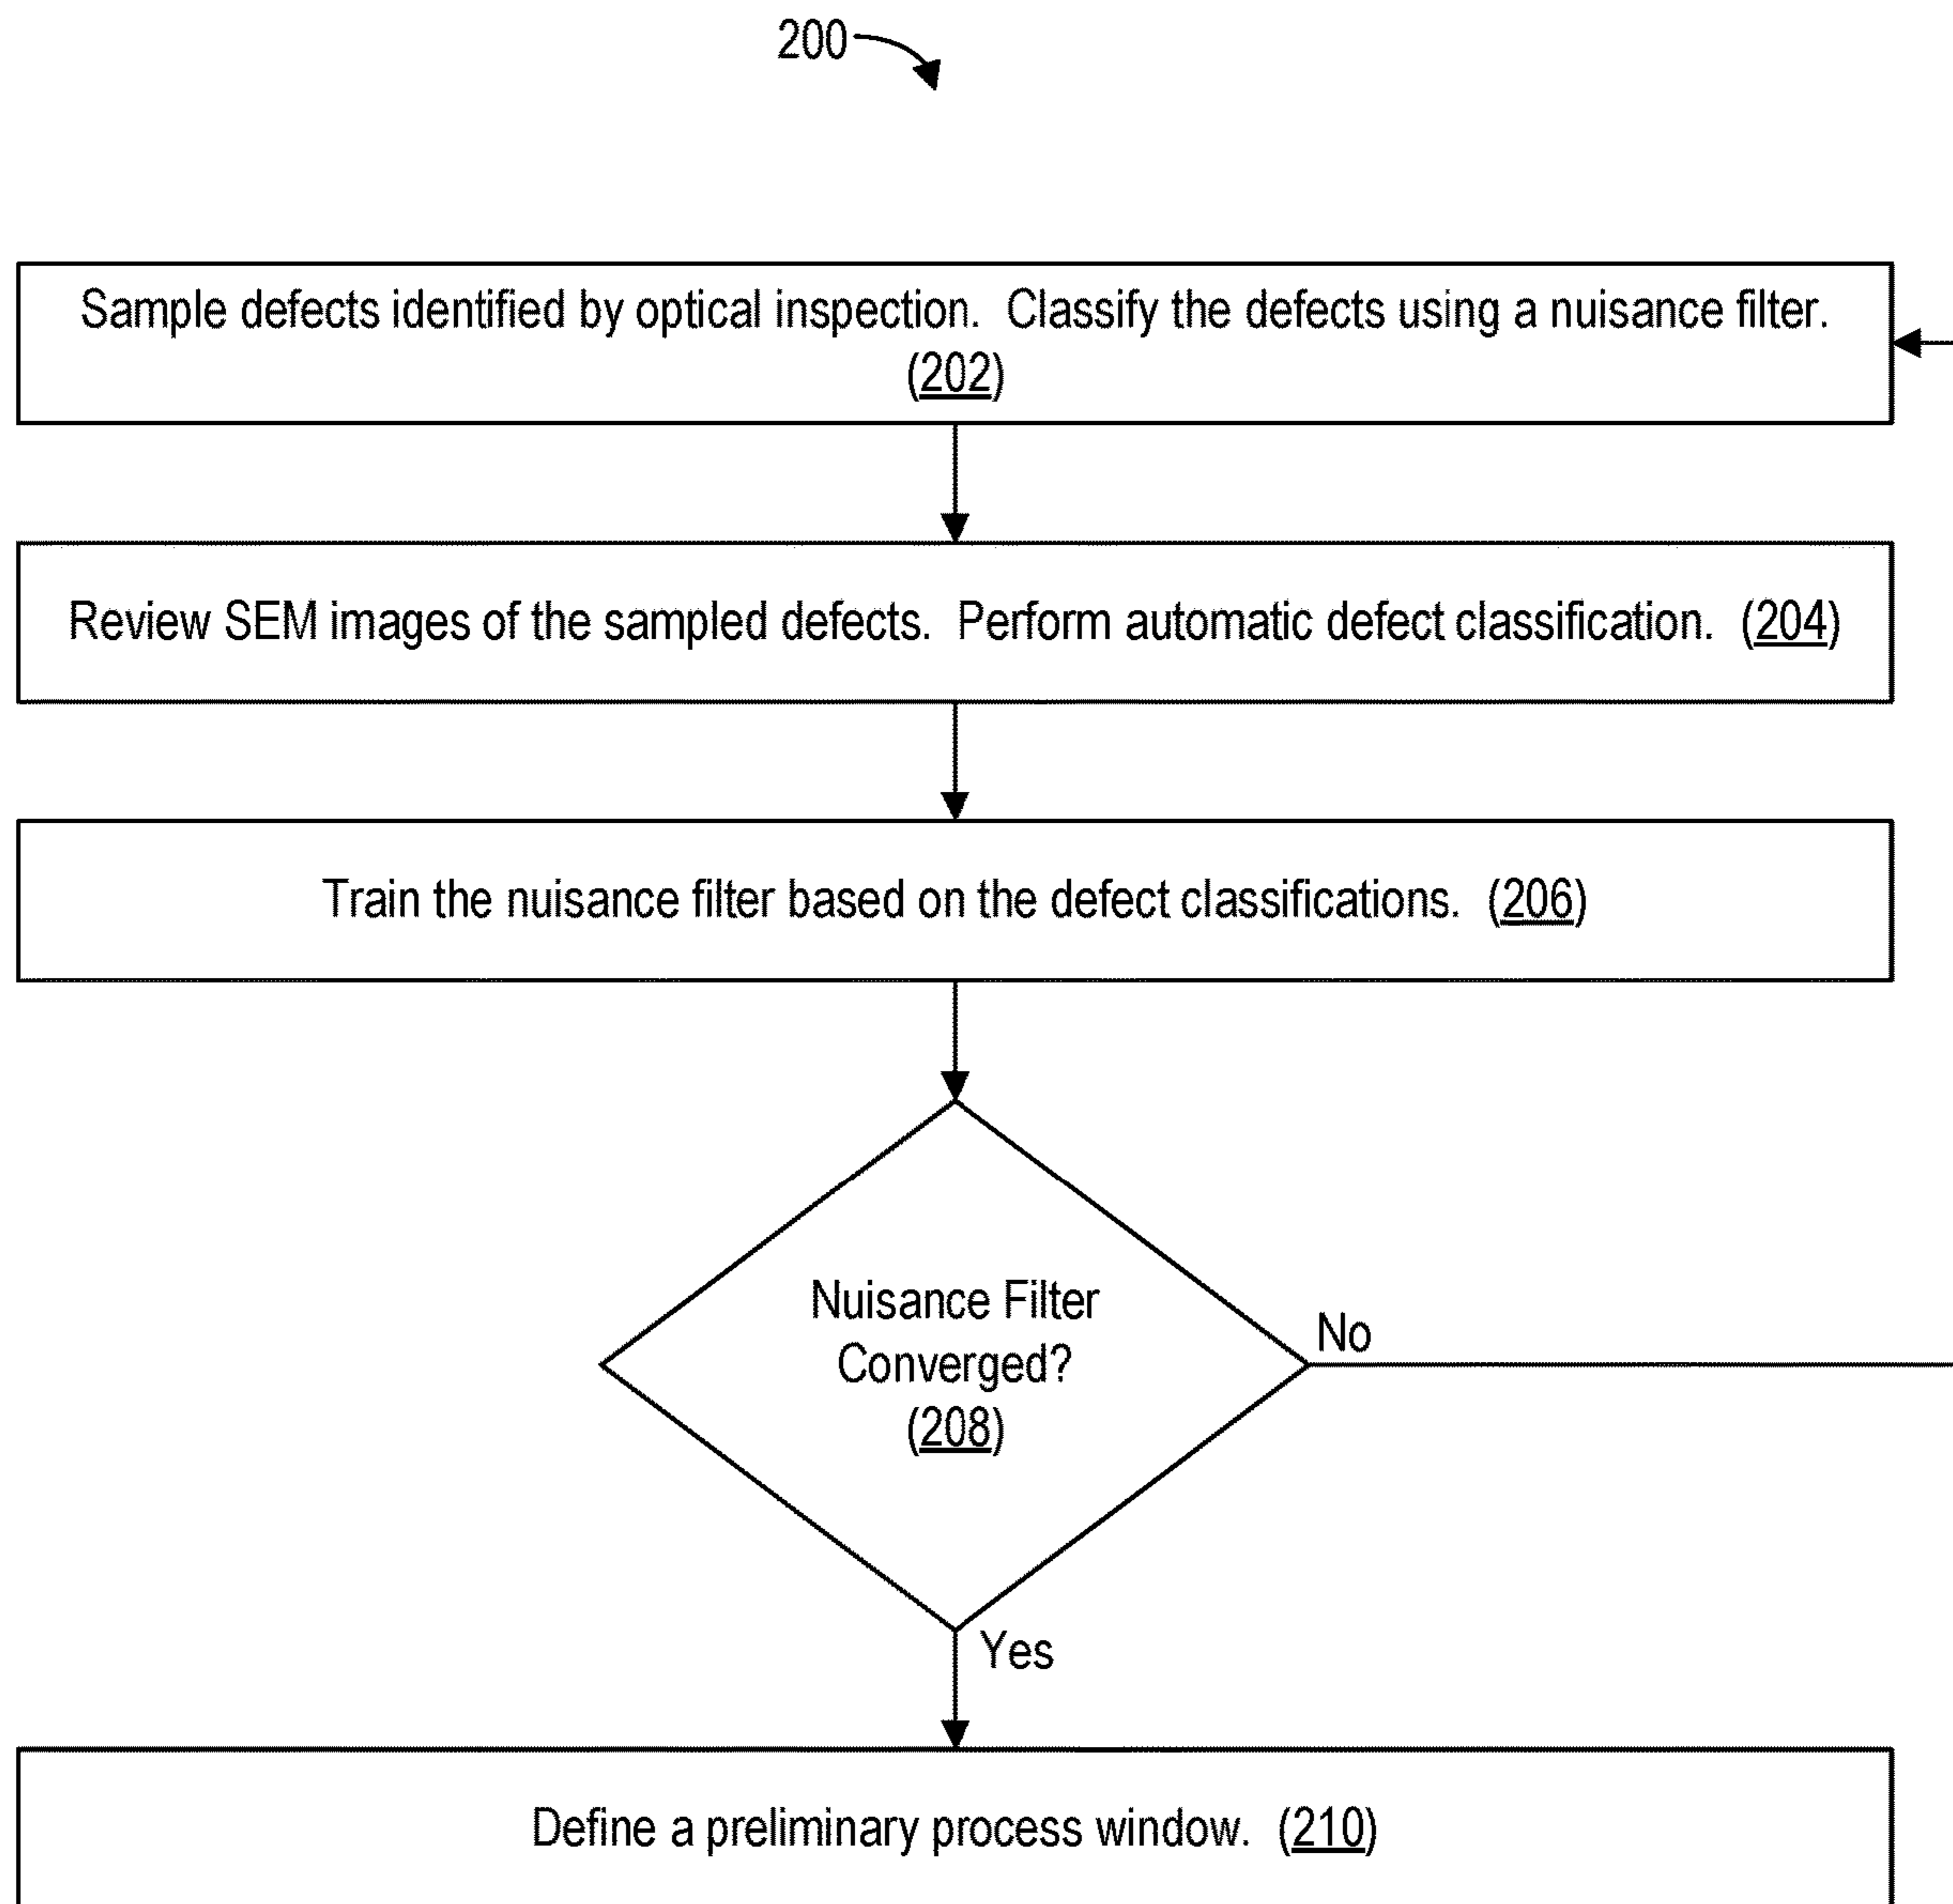 200
Sample defects identified by optical inspection. Classify the defects using a nuisance filter.
(202)
Review SEM images of the sampled defects. Perform automatic defect classification. (204)
Train the nuisance filter based on the defect classifications. (206)
Nuisance Filter
Converged?
(208)
No
Yes
Define a preliminary process window. (210)